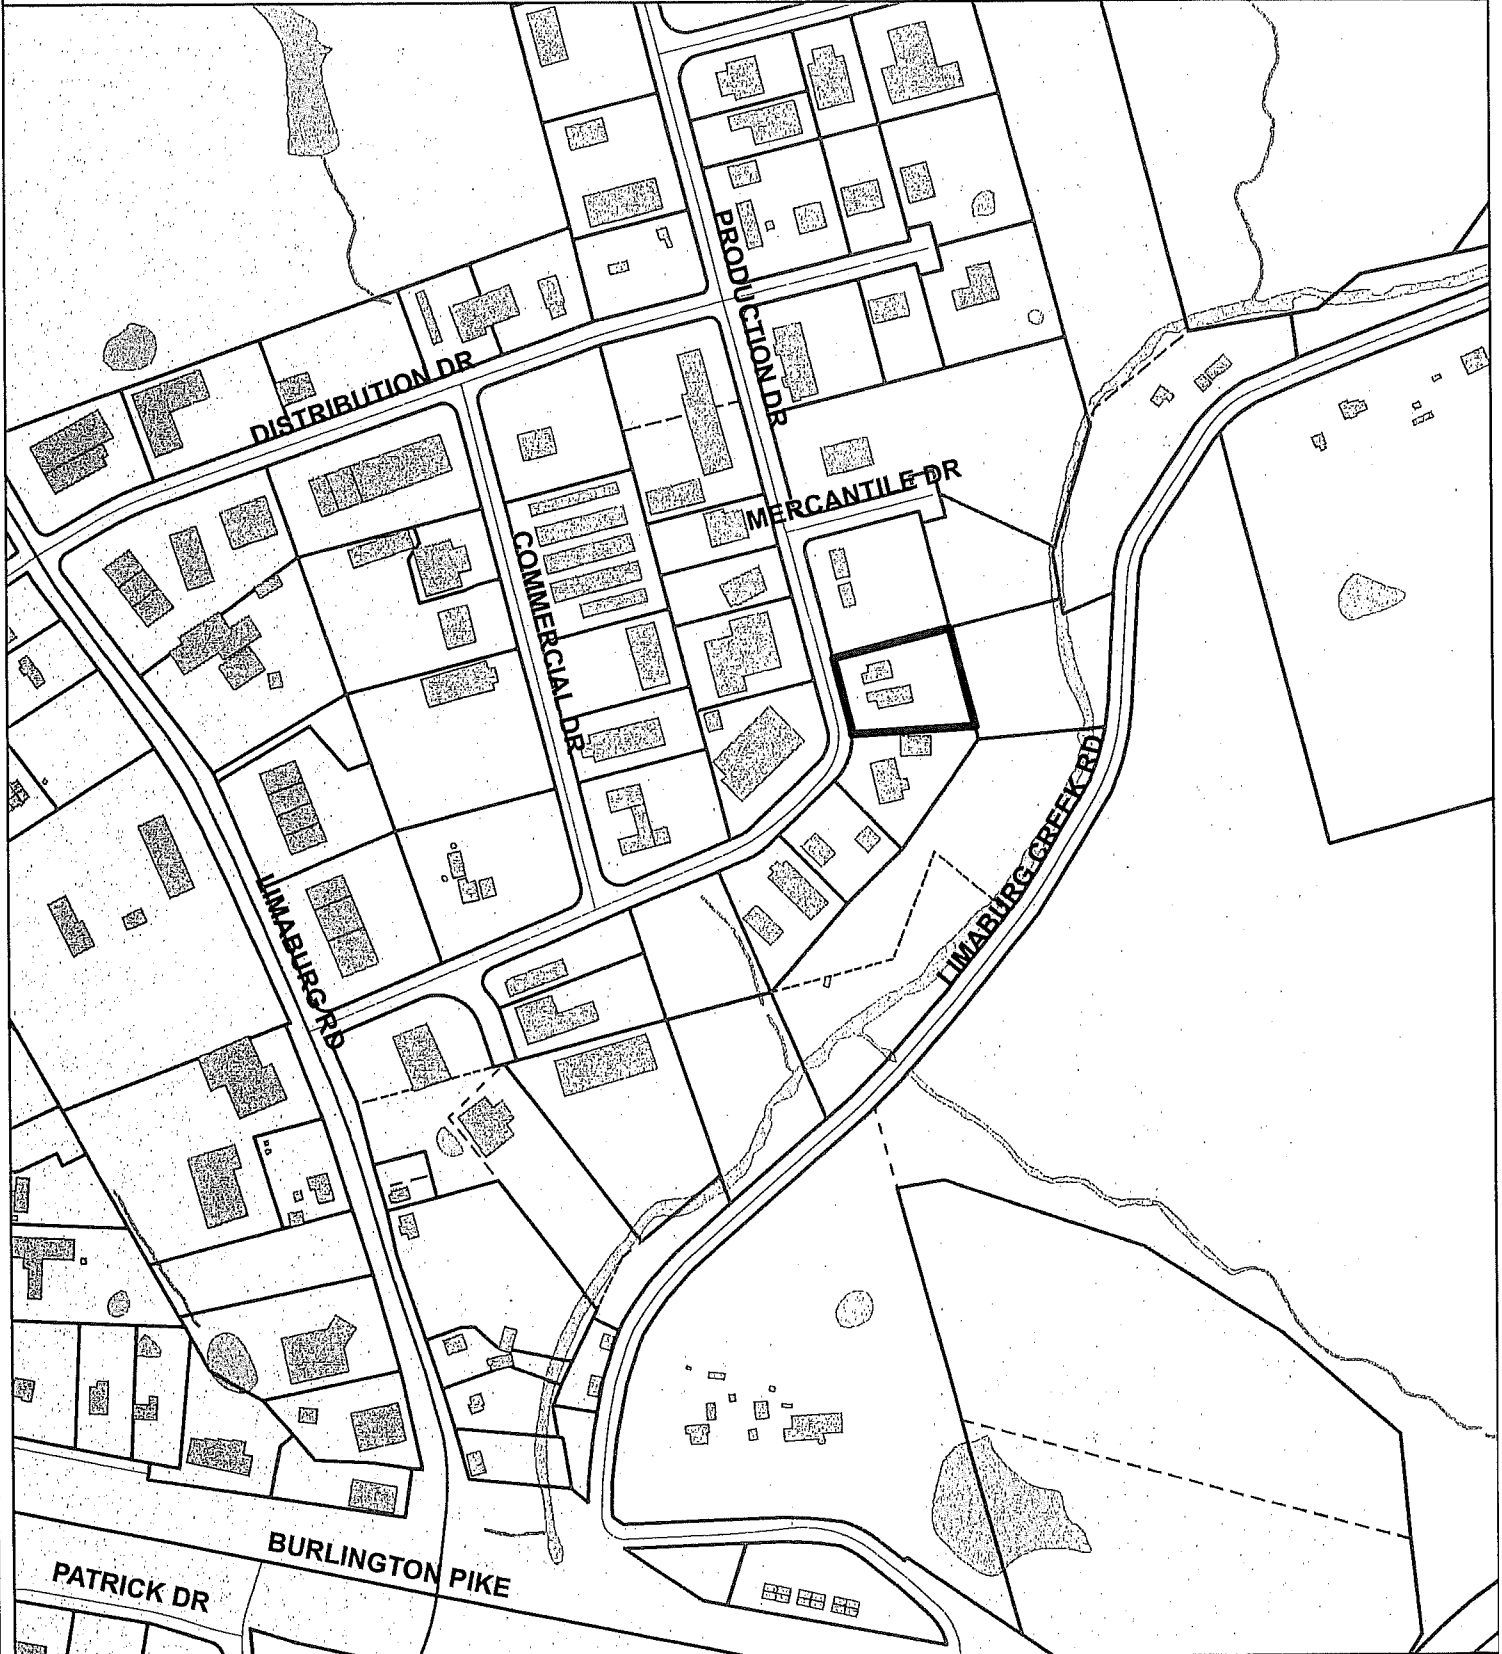 PRODUCTION DR
DISTRIBUTION DR
MERCANTILE DR
COMMERCIAL DR
LIMABURG CREEK RD
LIMABURG RD
BURLINGTON PIKE
PATRICK DR